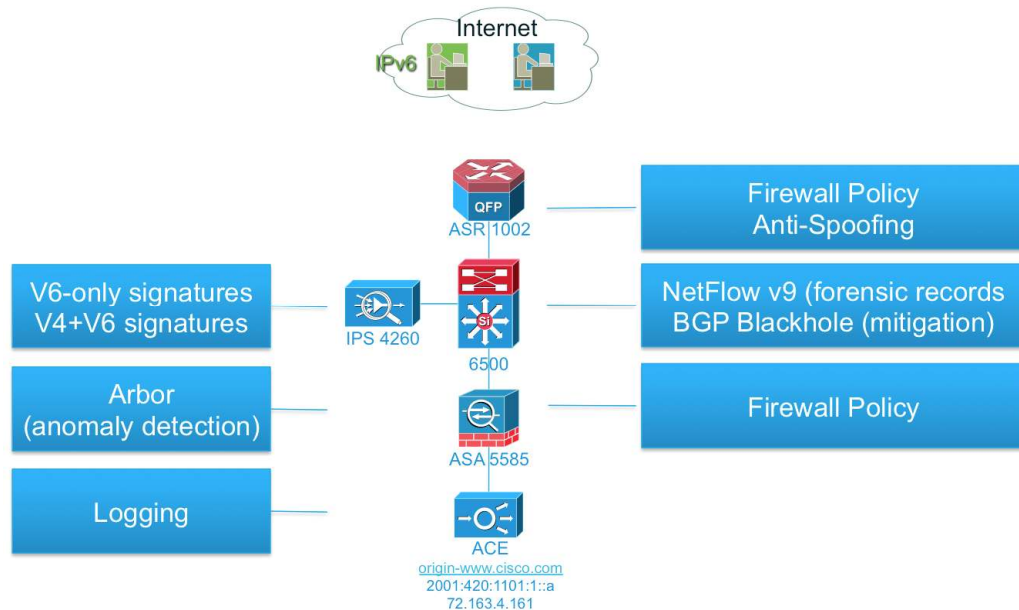 Internet
IPv6
QFP
ASR 1002
Firewall Policy
Anti-Spoofing
V6-only signatures
V4+V6 signatures
IPS 4260
Si
6500
NetFlow v9 (forensic records
BGP Blackhole (mitigation)
Arbor
(anomaly detection)
ASA 5585
Firewall Policy
Logging
ACE
origin-www.cisco.com
2001:420:1101:1::a
72.163.4.161